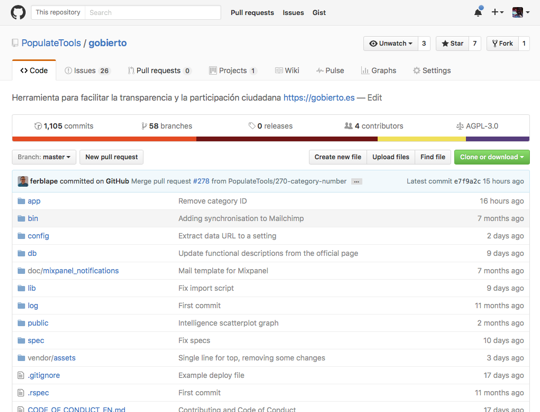 This repository Search Pull requests Issues Gist
PopulateTools / gobierto Unwatch 3 Star 7 Fork 1
Code Issues 26 Pull requests 0 Projects 1 Wiki Pulse Graphs Settings
Herramienta para facilitar la transparencia y la participación ciudadana https://gobierto.es — Edit
1,105 commits 58 branches 0 releases 4 contributors AGPL-3.0
Branch: master New pull request Create new file Upload files Find file Clone or download
ferblape committed on GitHub Merge pull request #278 from PopulateTools/270-category-number ... Latest commit e7f9a2c 15 hours ago
app Remove category ID 16 hours ago
bin Adding synchronisation to Mailchimp 7 months ago
config Extract data URL to a setting 2 days ago
db Update functional descriptions from the official page 9 days ago
doc/mixpanel_notifications Mail template for Mixpanel 7 months ago
lib Fix import script 9 days ago
log First commit 11 months ago
public Intelligence scatterplot graph 2 months ago
spec Fix specs 10 days ago
vendor/assets Single line for top, removing some changes 3 days ago
.gitignore Example deploy file 17 days ago
.rspec First commit 11 months ago
CODE_OF_CONDUCT_EN.md Contributing and Code of Conduct 17 days ago